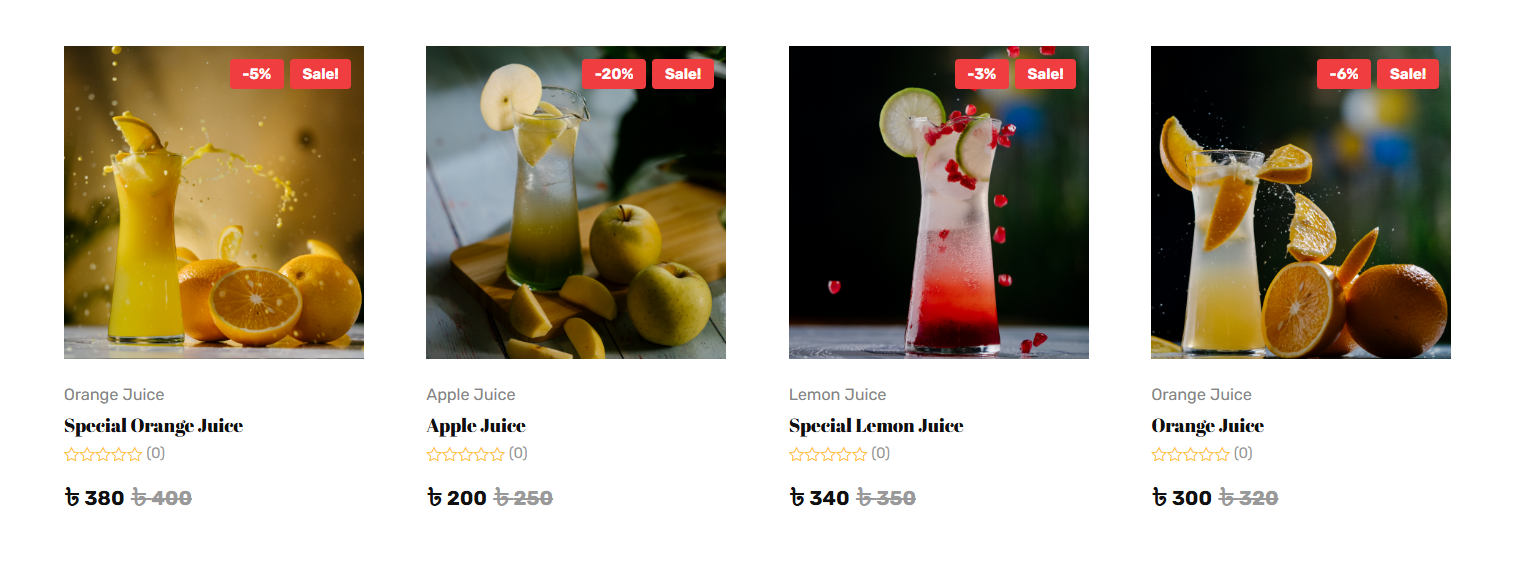 -5% Sale!
Orange Juice
Special Orange Juice
(0)
৳ 380 ৳ 400
-20% Sale!
Apple Juice
Apple Juice
(0)
৳ 200 ৳ 250
-3% Sale!
Lemon Juice
Special Lemon Juice
(0)
৳ 340 ৳ 350
-6% Sale!
Orange Juice
Orange Juice
(0)
৳ 300 ৳ 320